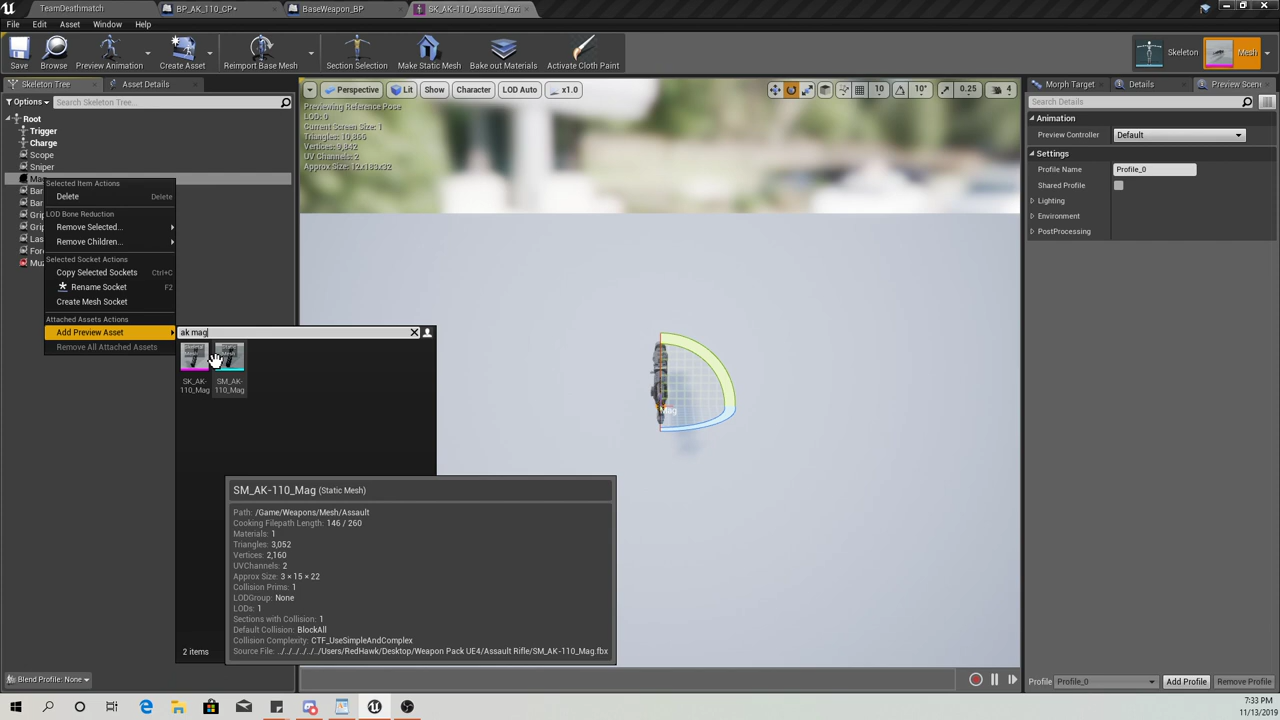 TeamDeathmatch
BP_AK_110_CP*
BaseWeapon_BP
SK_AK-110_Assault_Yaxi
File Edit Asset Window Help
Save
Browse
Preview Animation
Create Asset
Reimport Base Mesh
Section Selection
Make Static Mesh
Bake out Materials
Activate Cloth Paint
Skeleton
Mesh
Skeleton Tree
Asset Details
Options
Search Skeleton Tree...
Root
Trigger
Charge
Scope
Sniper
Selected Item Actions
Delete Delete
LOD Bone Reduction
Remove Selected...
Remove Children...
Selected Socket Actions
Copy Selected Sockets Ctrl+C
Rename Socket F2
Create Mesh Socket
Attached Assets Actions
Add Preview Asset
Remove All Attached Assets
ak mag
SK_AK-110_Mag
SM_AK-110_Mag
2 items
SM_AK-110_Mag (Static Mesh)
Path: /Game/Weapons/Mesh/Assault
Cooking Filepath Length: 146 / 260
Materials: 1
Triangles: 3,052
Vertices: 2,160
UVChannels: 2
Approx Size: 3 × 15 × 22
Collision Prims: 1
LODGroup: None
LODs: 1
Sections with Collision: 1
Default Collision: BlockAll
Collision Complexity: CTF_UseSimpleAndComplex
Source File: ../../../../../../Users/RedHawk/Desktop/Weapon Pack UE4/Assault Rifle/SM_AK-110_Mag.fbx
Perspective Lit Show Character LOD Auto x1.0
10 10° 0.25 4
Previewing Reference Pose
LOD: 0
Current Screen Size: 1
Triangles: 10,866
Vertices: 9,842
UV Channels: 2
Approx Size: 12x183x32
Mag
Morph Target
Details
Preview Scene
Search Details
Animation
Preview Controller Default
Settings
Profile Name Profile_0
Shared Profile
Lighting
Environment
PostProcessing
Blend Profile: None
Profile Profile_0 Add Profile Remove Profile
7:33 PM
11/13/2019